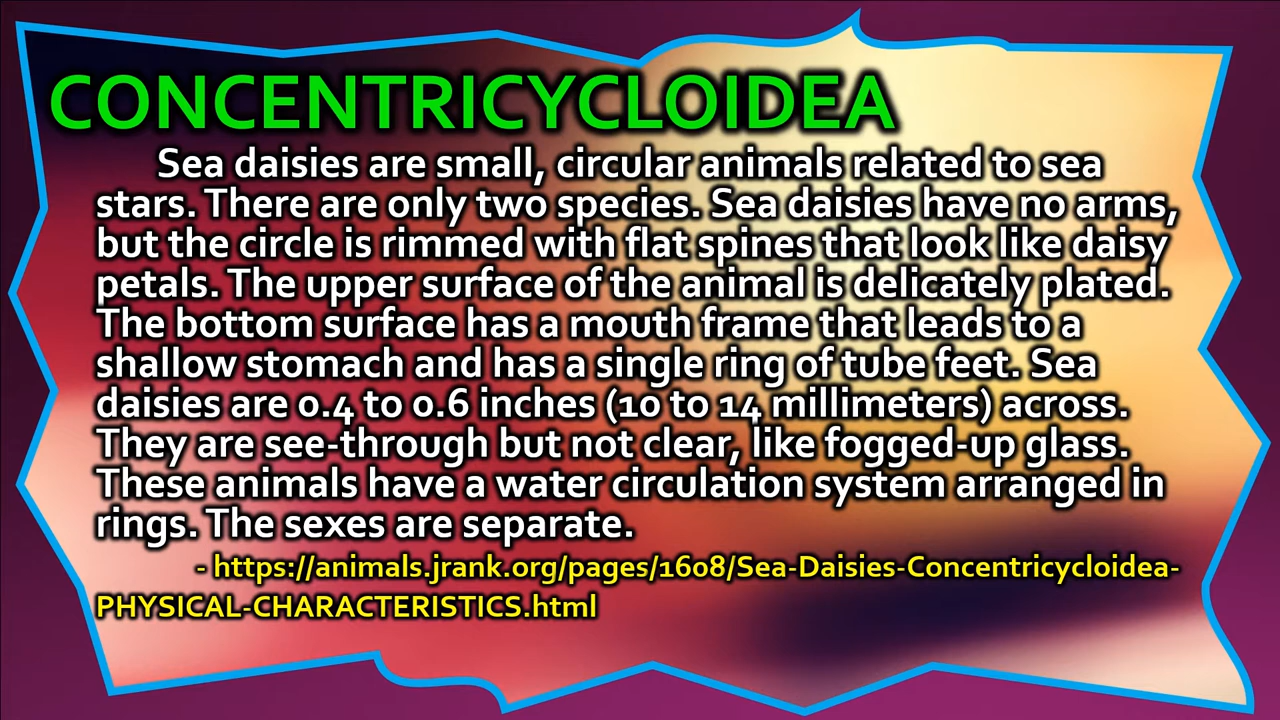 CONCENTRICYCLOIDEA
Sea daisies are small, circular animals related to sea
stars. There are only two species. Sea daisies have no arms,
but the circle is rimmed with flat spines that look like daisy
petals. The upper surface of the animal is delicately plated.
The bottom surface has a mouth frame that leads to a
shallow stomach and has a single ring of tube feet. Sea
daisies are 0.4 to 0.6 inches (10 to 14 millimeters) across.
They are see-through but not clear, like fogged-up glass.
These animals have a water circulation system arranged in
rings. The sexes are separate.
- https://animals.jrank.org/pages/1608/Sea-Daisies-Concentricycloidea-
PHYSICAL-CHARACTERISTICS.html